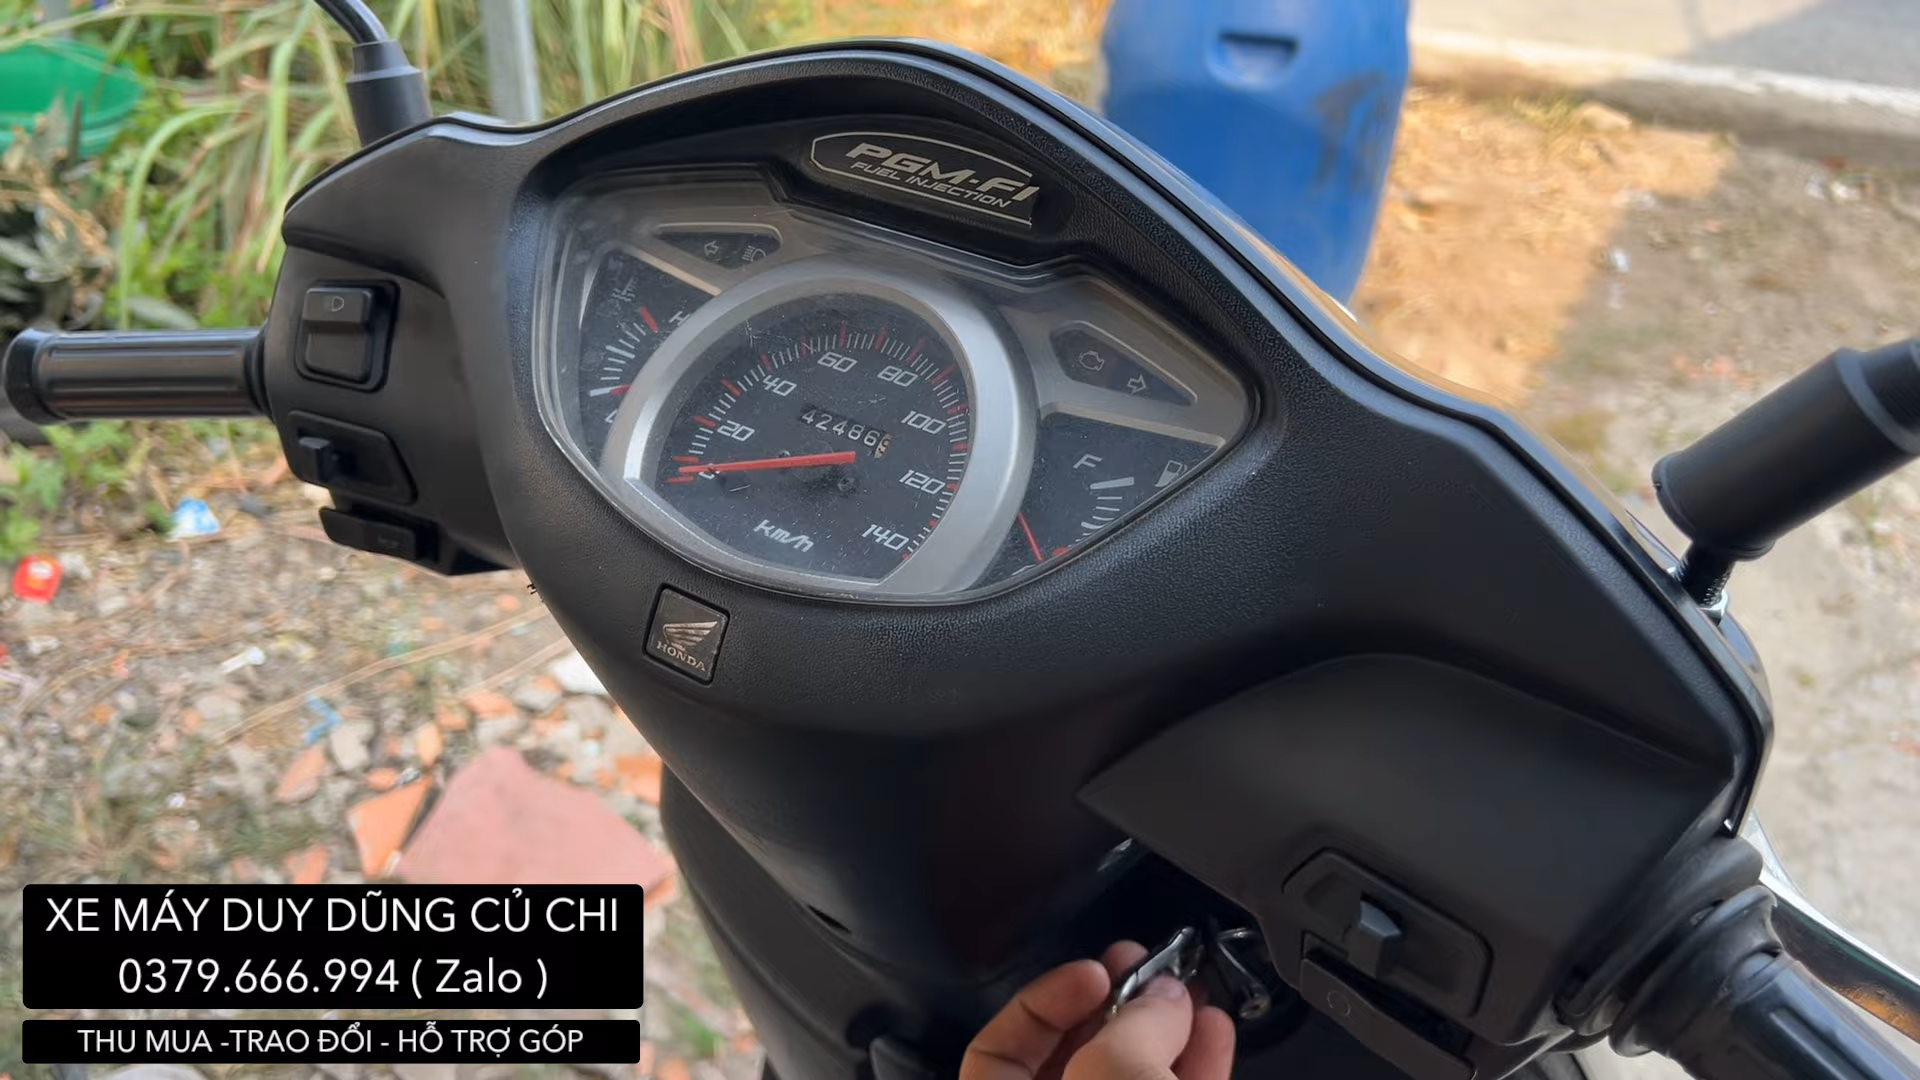 PGM-FI
FUEL INJECTION
H
20
40
60
80
100
120
140
42486
km/h
F
HONDA
XE MÁY DUY DŨNG CỦ CHI
0379.666.994 ( Zalo )
THU MUA -TRAO ĐỔI - HỖ TRỢ GÓP